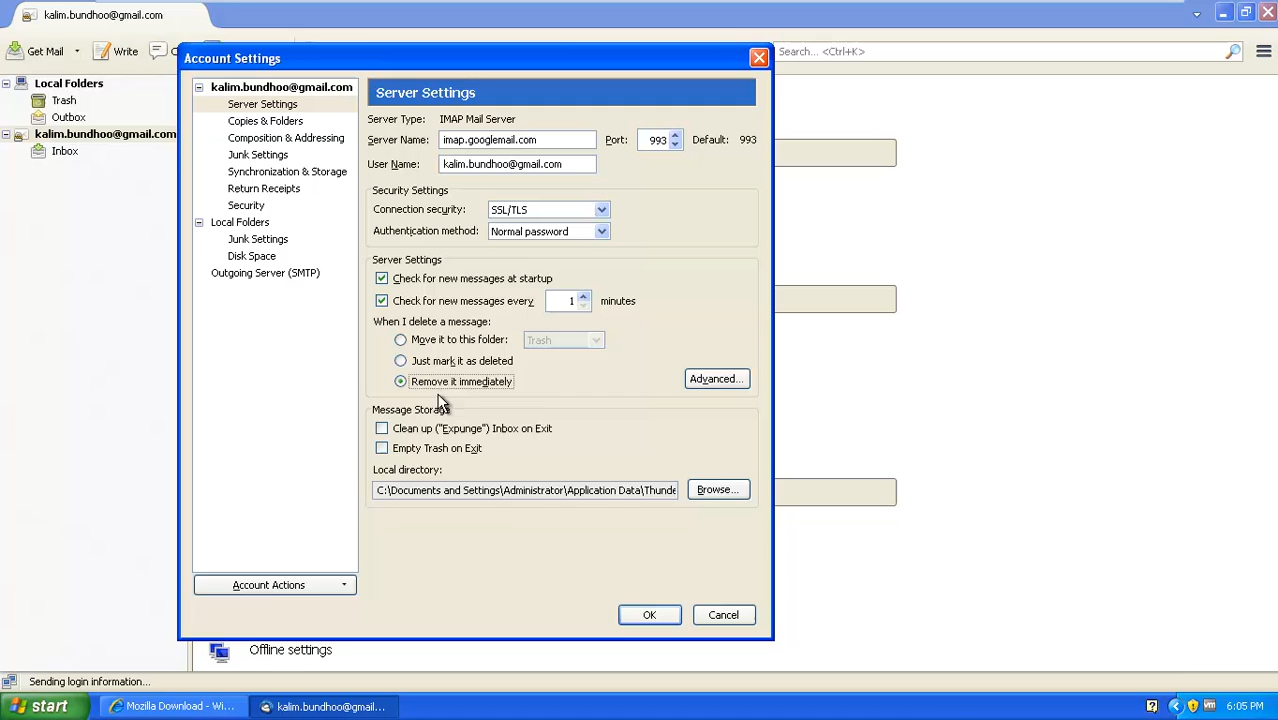 kalim.bundhoo@gmail.com
Get Mail
Write
Search... <Ctrl+K>
Local Folders
Trash
Outbox
kalim.bundhoo@gmail.com
Inbox
Account Settings
kalim.bundhoo@gmail.com
Server Settings
Copies & Folders
Composition & Addressing
Junk Settings
Synchronization & Storage
Return Receipts
Security
Local Folders
Junk Settings
Disk Space
Outgoing Server (SMTP)
Account Actions
Server Settings
Server Type: IMAP Mail Server
Server Name: imap.googlemail.com Port: 993 Default: 993
User Name: kalim.bundhoo@gmail.com
Security Settings
Connection security: SSL/TLS
Authentication method: Normal password
Server Settings
Check for new messages at startup
Check for new messages every 1 minutes
When I delete a message:
Move it to this folder: Trash
Just mark it as deleted
Remove it immediately
Advanced...
Message Storage
Clean up ("Expunge") Inbox on Exit
Empty Trash on Exit
Local directory:
C:\Documents and Settings\Administrator\Application Data\Thunde
Browse...
OK Cancel
Offline settings
Sending login information...
start
Mozilla Download - Wi...
kalim.bundhoo@gmail...
6:05 PM